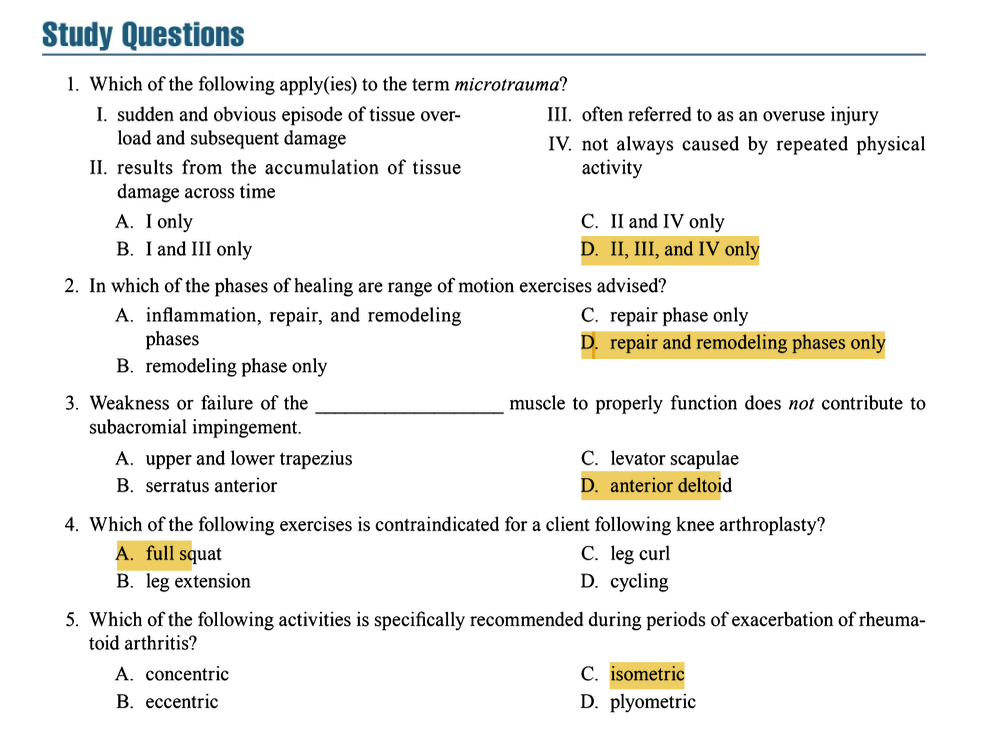 Study Questions
1. Which of the following apply(ies) to the term microtrauma?
I. sudden and obvious episode of tissue over-
load and subsequent damage
II. results from the accumulation of tissue
damage across time
III. often referred to as an overuse injury
IV. not always caused by repeated physical
activity
A. I only
B. I and III only
C. II and IV only
D. II, III, and IV only
2. In which of the phases of healing are range of motion exercises advised?
A. inflammation, repair, and remodeling
phases
B. remodeling phase only
C. repair phase only
D. repair and remodeling phases only
3. Weakness or failure of the ____________________ muscle to properly function does not contribute to
subacromial impingement.
A. upper and lower trapezius
B. serratus anterior
C. levator scapulae
D. anterior deltoid
4. Which of the following exercises is contraindicated for a client following knee arthroplasty?
A. full squat
B. leg extension
C. leg curl
D. cycling
5. Which of the following activities is specifically recommended during periods of exacerbation of rheuma-
toid arthritis?
A. concentric
B. eccentric
C. isometric
D. plyometric